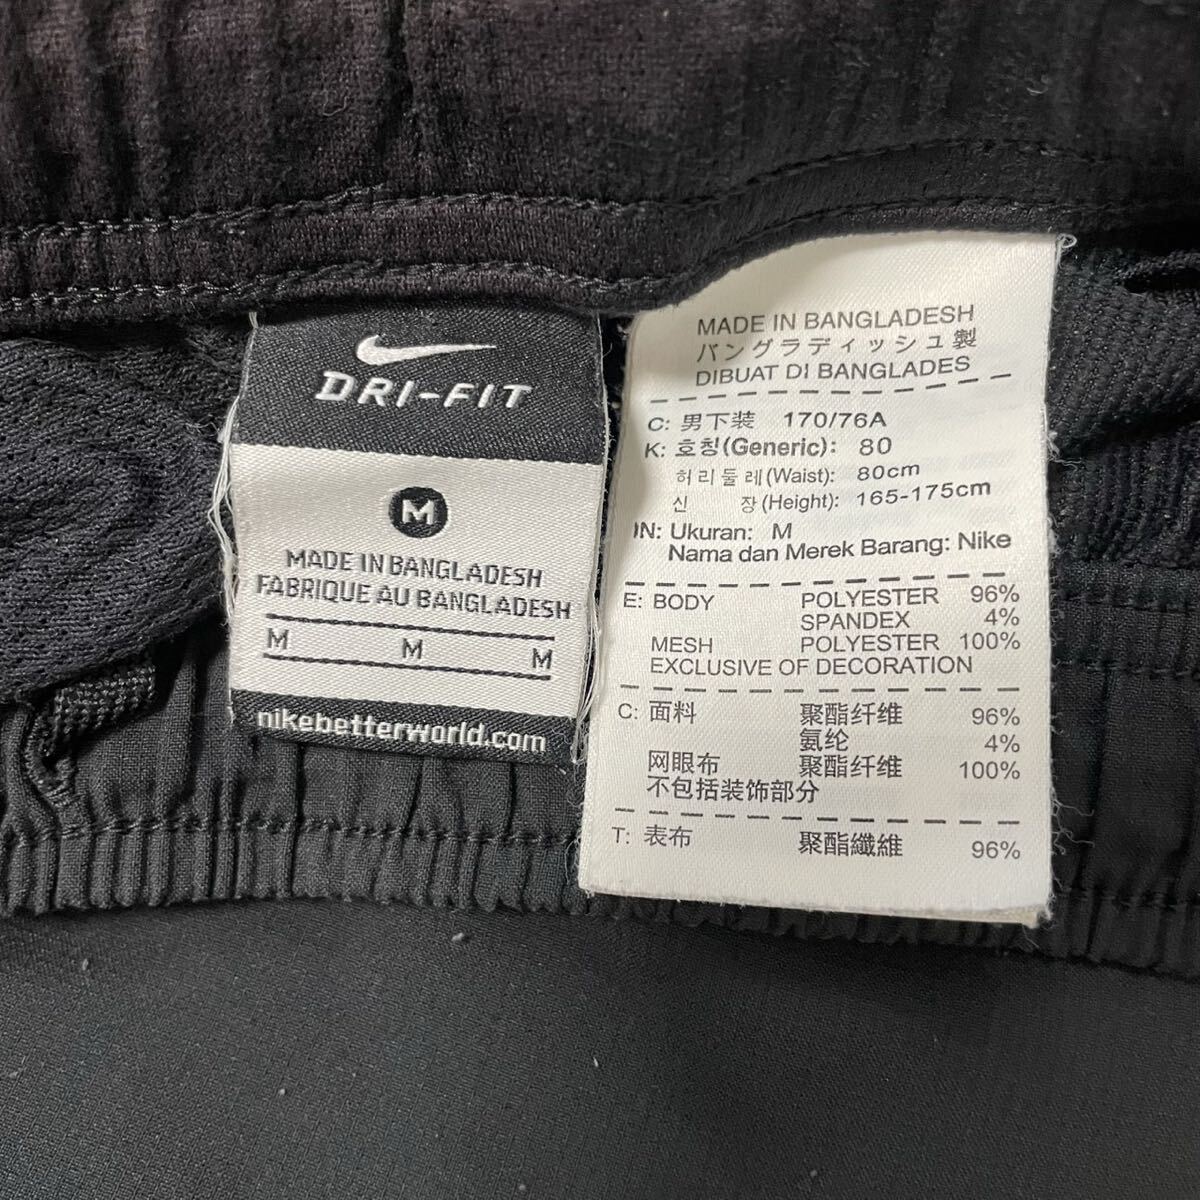 DRI-FIT
M
MADE IN BANGLADESH
FABRIQUE AU BANGLADESH
M M M
nikebetterworld.com
MADE IN BANGLADESH
バングラディッシュ製
DIBUAT DI BANGLADES
C: 男下装 170/76A
K: 호칭(Generic): 80
허리둘레(Waist): 80cm
신 장(Height): 165-175cm
IN: Ukuran: M
Nama dan Merek Barang: Nike
E: BODY POLYESTER 96%
SPANDEX 4%
MESH POLYESTER 100%
EXCLUSIVE OF DECORATION
C: 面料 聚酯纤维 96%
氨纶 4%
网眼布 聚酯纤维 100%
不包括装饰部分
T: 表布 聚酯纖維 96%